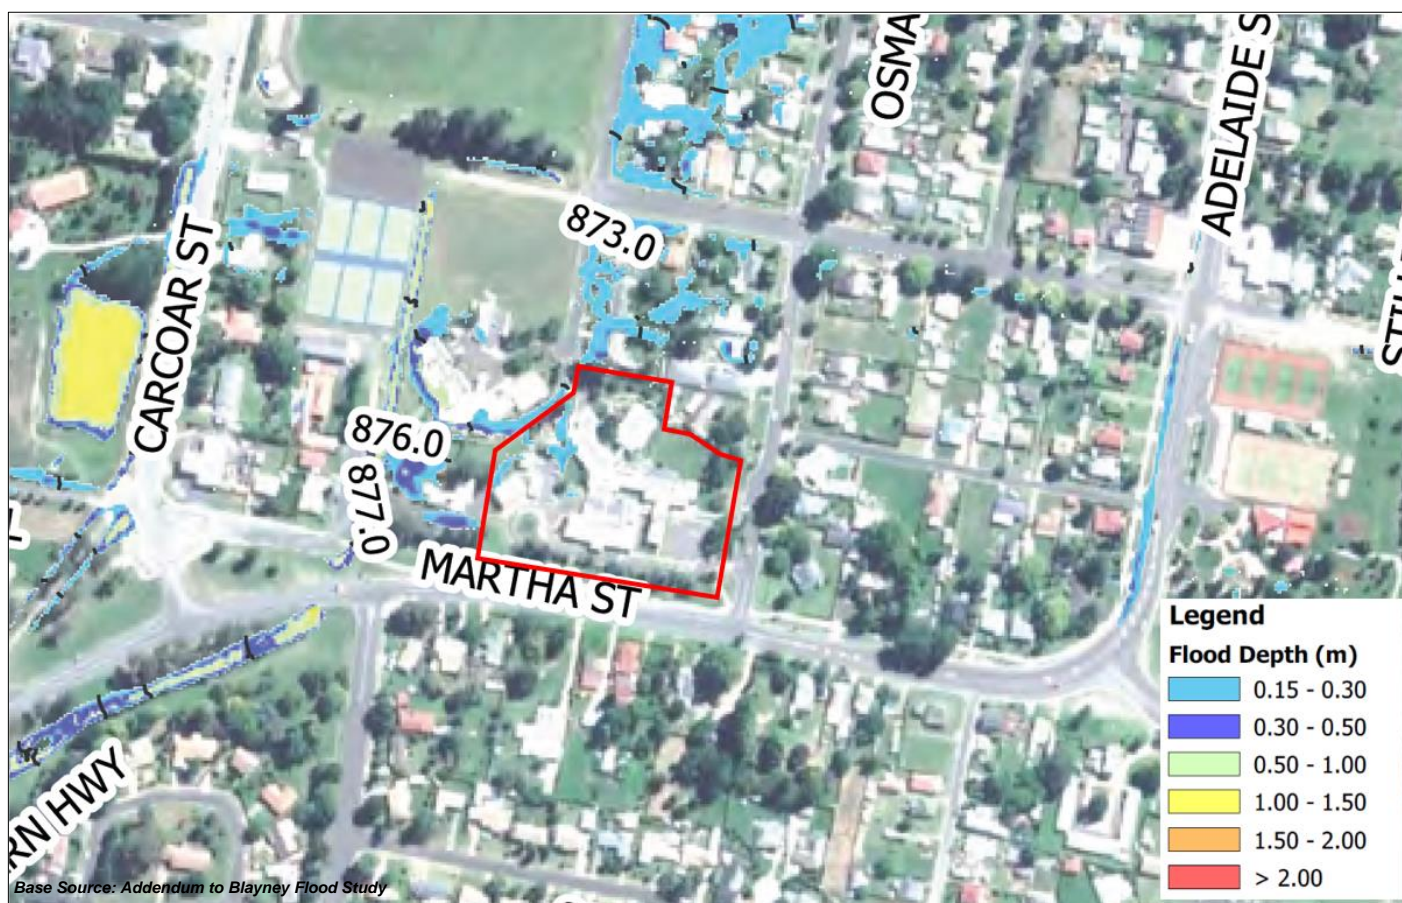 OSMA
ADELAIDE S
873.0
CARCOAR ST
876.0
877.0
MARTHA ST
RN HWY
Legend
Flood Depth (m)
0.15 - 0.30
0.30 - 0.50
0.50 - 1.00
1.00 - 1.50
1.50 - 2.00
> 2.00
Base Source: Addendum to Blayney Flood Study